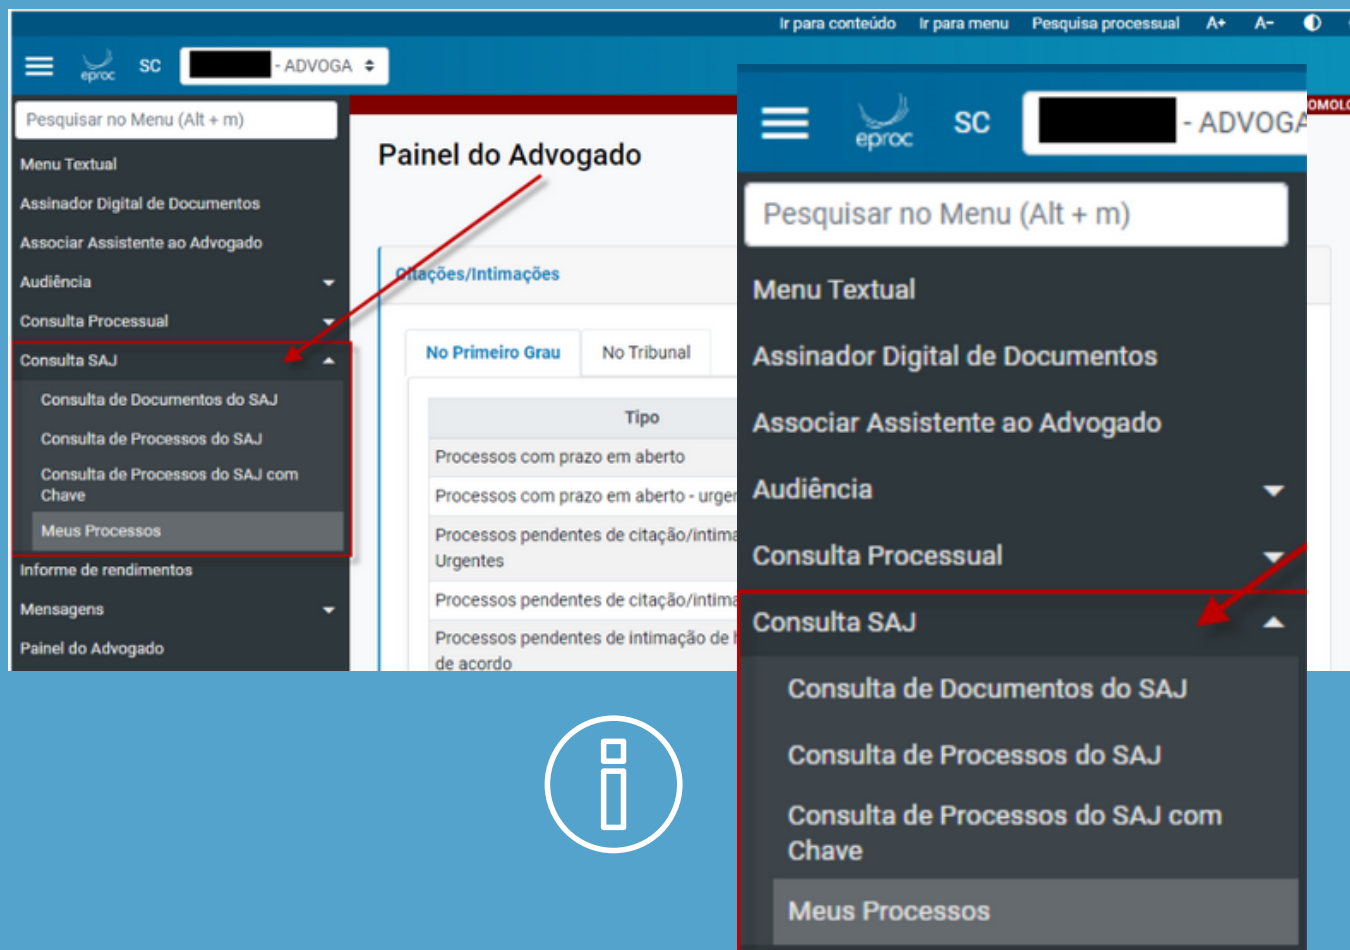 Ir para conteúdo Ir para menu Pesquisa processual A+ A-
eproc SC - ADVOGA
Pesquisar no Menu (Alt + m)
Menu Textual
Assinador Digital de Documentos
Associar Assistente ao Advogado
Audiência
Consulta Processual
Consulta SAJ
Consulta de Documentos do SAJ
Consulta de Processos do SAJ
Consulta de Processos do SAJ com
Chave
Meus Processos
Informe de rendimentos
Mensagens
Painel do Advogado
Painel do Advogado
Citações/Intimações
No Primeiro Grau No Tribunal
Tipo
Processos com prazo em aberto
Processos com prazo em aberto - urgen
Processos pendentes de citação/intima
Urgentes
Processos pendentes de citação/intima
Processos pendentes de intimação de h
de acordo
OMOLO
eproc SC - ADVOGA
Pesquisar no Menu (Alt + m)
Menu Textual
Assinador Digital de Documentos
Associar Assistente ao Advogado
Audiência
Consulta Processual
Consulta SAJ
Consulta de Documentos do SAJ
Consulta de Processos do SAJ
Consulta de Processos do SAJ com
Chave
Meus Processos